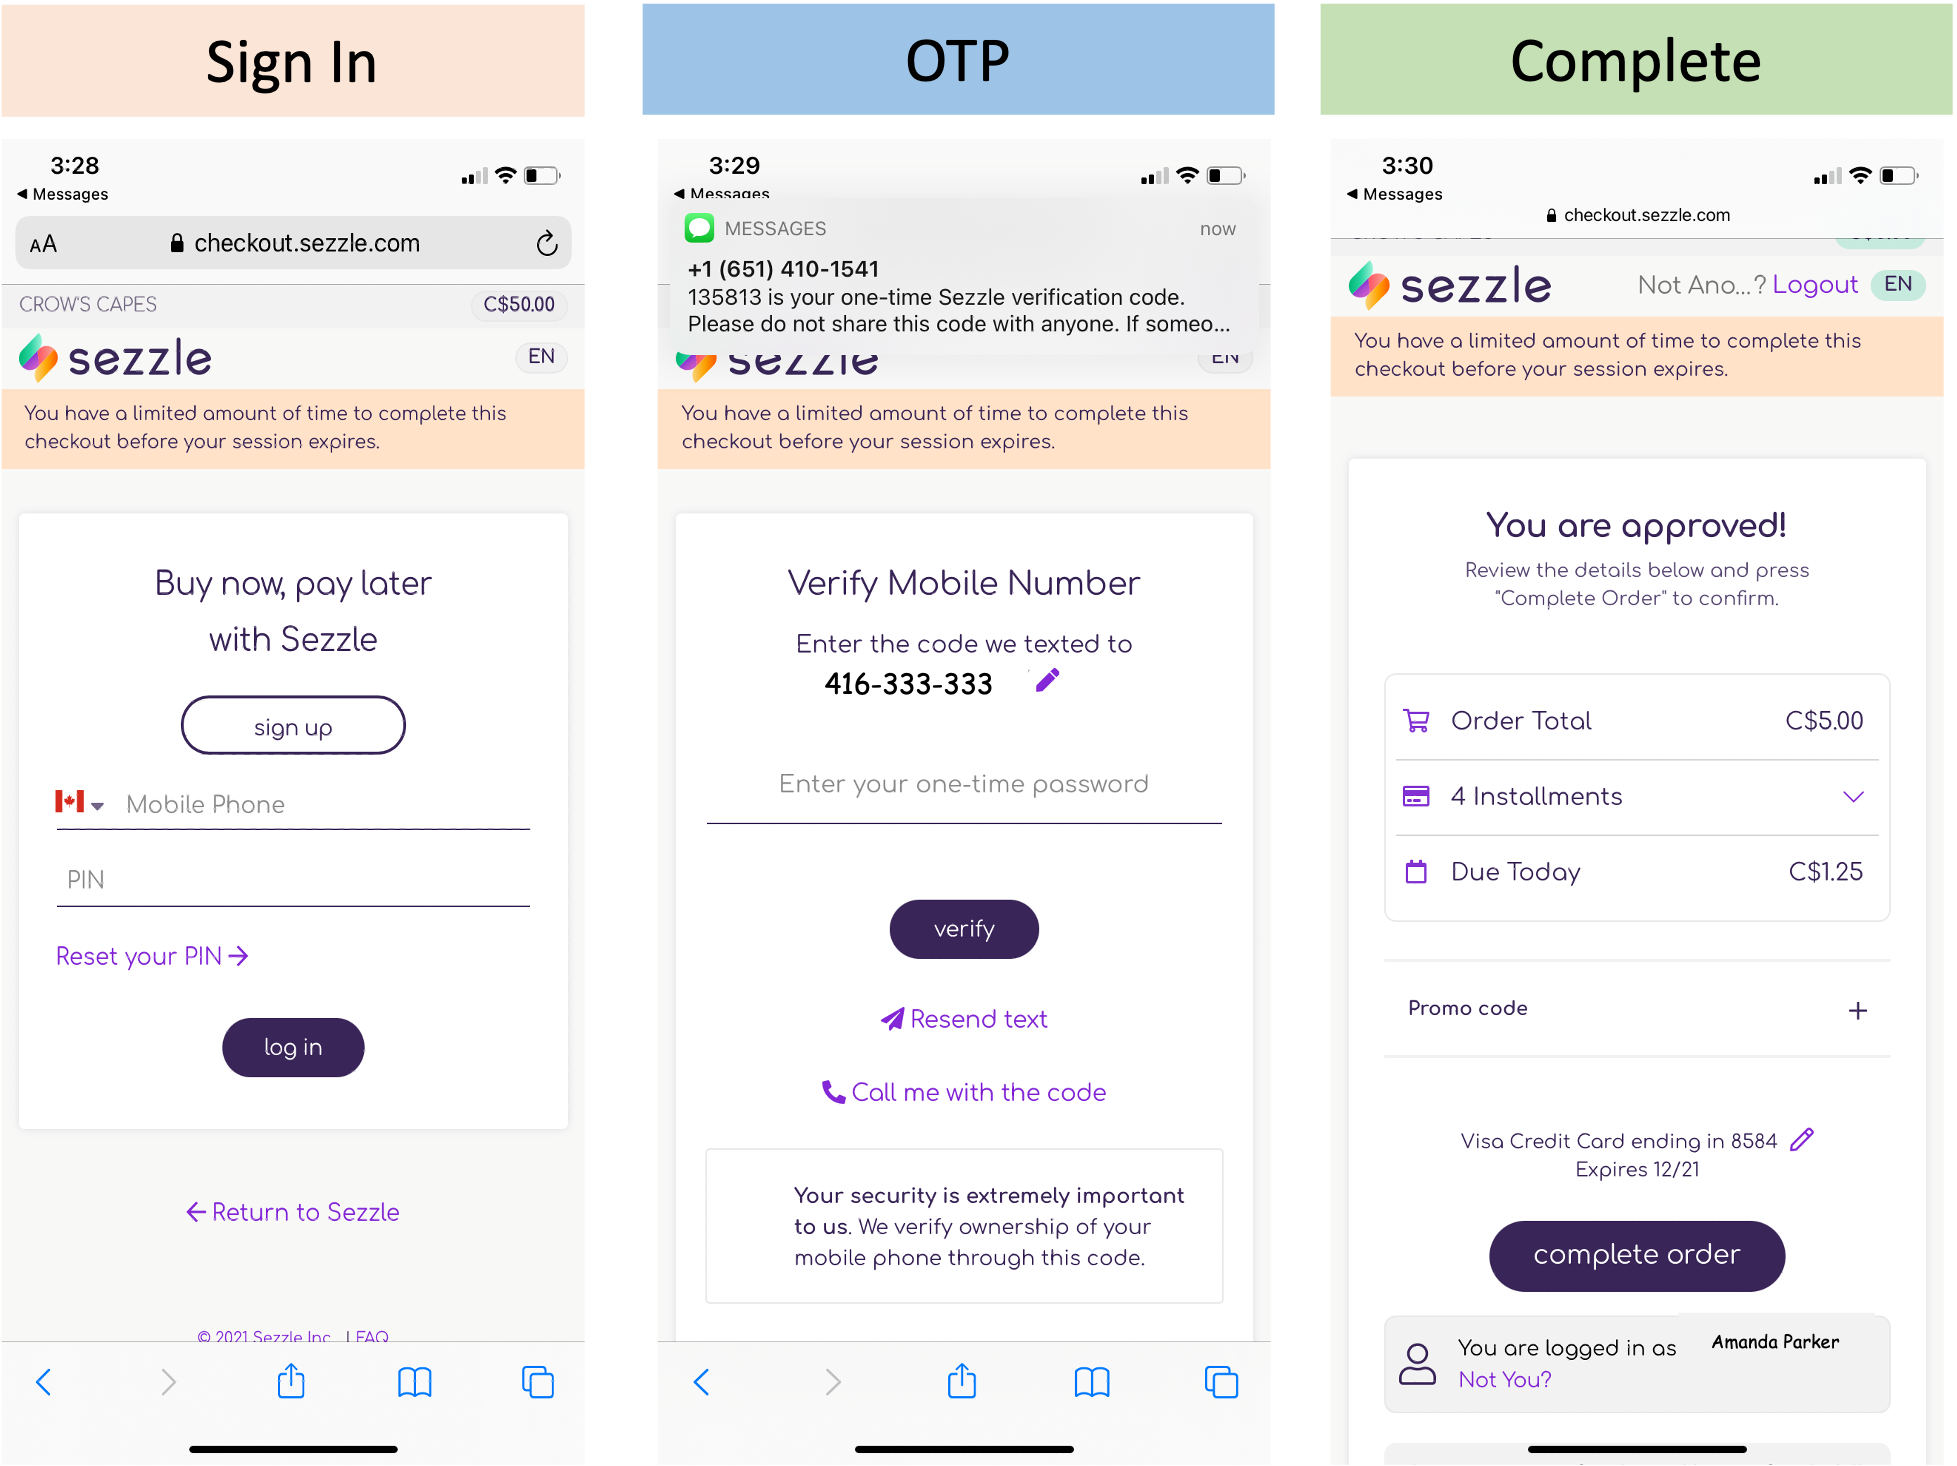 Sign In
3:28
Messages
AA checkout.sezzle.com
CROW'S CAPES C$50.00
sezzle EN
You have a limited amount of time to complete this
checkout before your session expires.
Buy now, pay later
with Sezzle
sign up
Mobile Phone
PIN
Reset your PIN
log in
Return to Sezzle
© 2021 Sezzle Inc. | FAQ
OTP
3:29
Messages
MESSAGES now
+1 (651) 410-1541
135813 is your one-time Sezzle verification code.
Please do not share this code with anyone. If someo...
sezzle EN
You have a limited amount of time to complete this
checkout before your session expires.
Verify Mobile Number
Enter the code we texted to
416-333-333
Enter your one-time password
verify
Resend text
Call me with the code
Your security is extremely important
to us. We verify ownership of your
mobile phone through this code.
Complete
3:30
Messages
checkout.sezzle.com
sezzle Not Ano...? Logout EN
You have a limited amount of time to complete this
checkout before your session expires.
You are approved!
Review the details below and press
"Complete Order" to confirm.
Order Total C$5.00
4 Installments
Due Today C$1.25
Promo code +
Visa Credit Card ending in 8584
Expires 12/21
complete order
You are logged in as Amanda Parker
Not You?